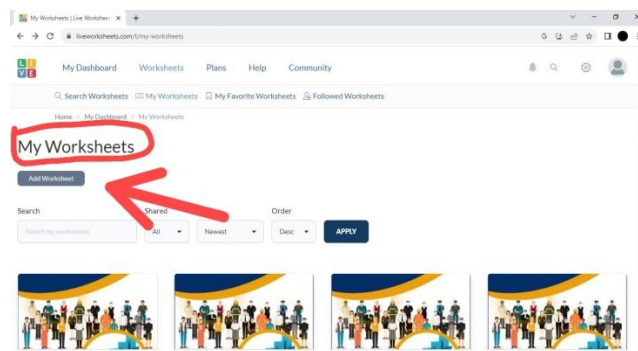 My Worksheets | Live Worksheet
liveworksheets.com/t/my-worksheets
LIVE
My Dashboard Worksheets Plans Help Community
Search Worksheets My Worksheets My Favorite Worksheets Followed Worksheets
Home > My Dashboard > My Worksheets
My Worksheets
Add Worksheet
Search Shared Order
Search my worksheets All Newest Desc APPLY